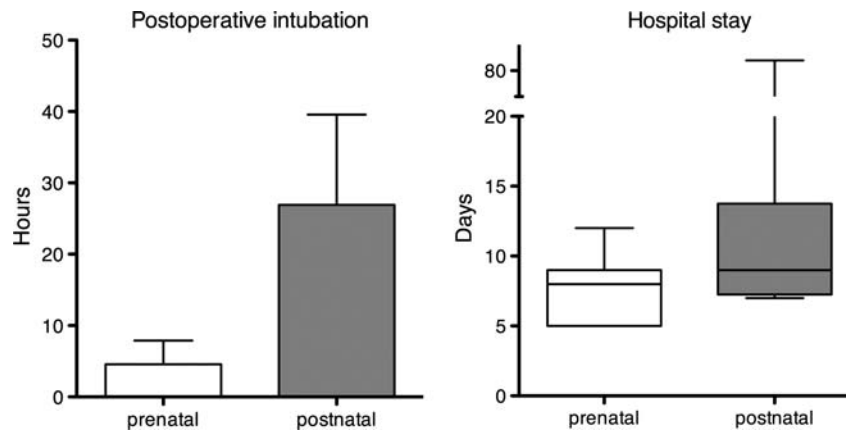 Postoperative intubation
Hours
50
40
30
20
10
0
prenatal
postnatal
Hospital stay
Days
80
20
15
10
5
0
prenatal
postnatal